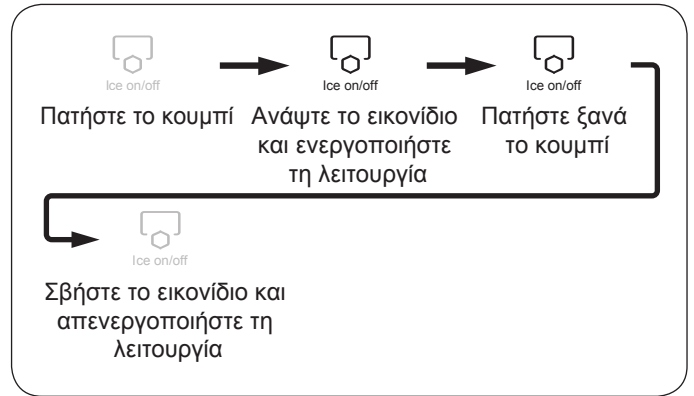 Ice on/off
Πατήστε το κουμπί
Ice on/off
Ανάψτε το εικονίδιο
και ενεργοποιήστε
τη λειτουργία
Ice on/off
Πατήστε ξανά
το κουμπί
Ice on/off
Σβήστε το εικονίδιο και
απενεργοποιήστε τη
λειτουργία